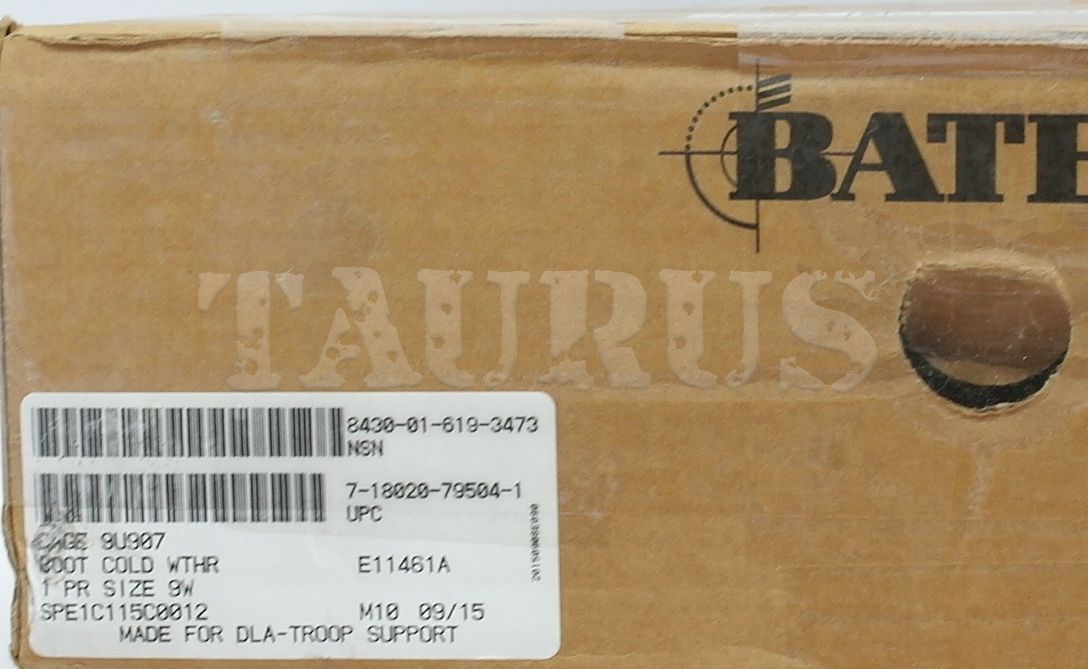 BATE
TAURUS
8430-01-619-3473
NSN
7-18020-79504-1
UPC
CAGE 9U907
BOOT COLD WTHR E11461A
1 PR SIZE 9W
SPE1C115C0012 M10 09/15
MADE FOR DLA-TROOP SUPPORT